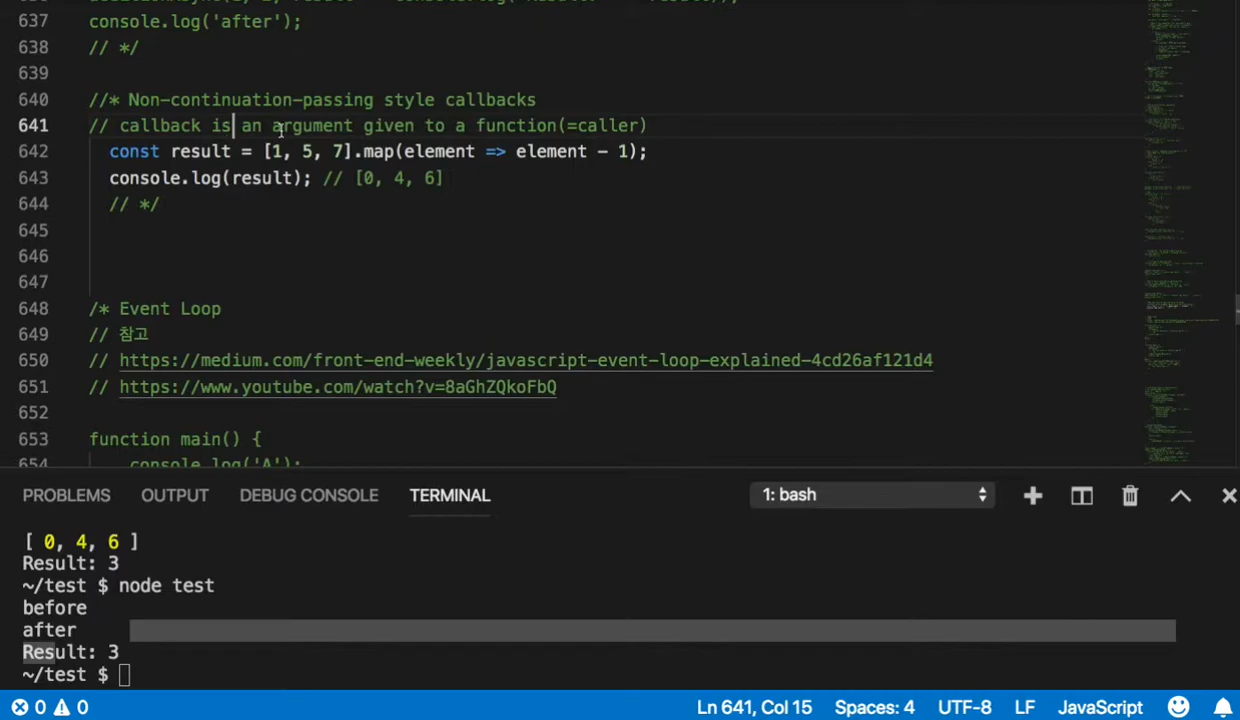 637 console.log('after');
638 // */
639
640 //* Non-continuation-passing style callbacks
641 // callback is an argument given to a function(=caller)
642 const result = [1, 5, 7].map(element => element - 1);
643 console.log(result); // [0, 4, 6]
644 // */
645
646
647
648 /* Event Loop
649 // 참고
650 // https://medium.com/front-end-weekly/javascript-event-loop-explained-4cd26af121d4
651 // https://www.youtube.com/watch?v=8aGhZQkoFbQ
652
653 function main() {
654 console.log('A');
PROBLEMS OUTPUT DEBUG CONSOLE TERMINAL 1: bash
[ 0, 4, 6 ]
Result: 3
~/test $ node test
before
after
Result: 3
~/test $
0 0 Ln 641, Col 15 Spaces: 4 UTF-8 LF JavaScript